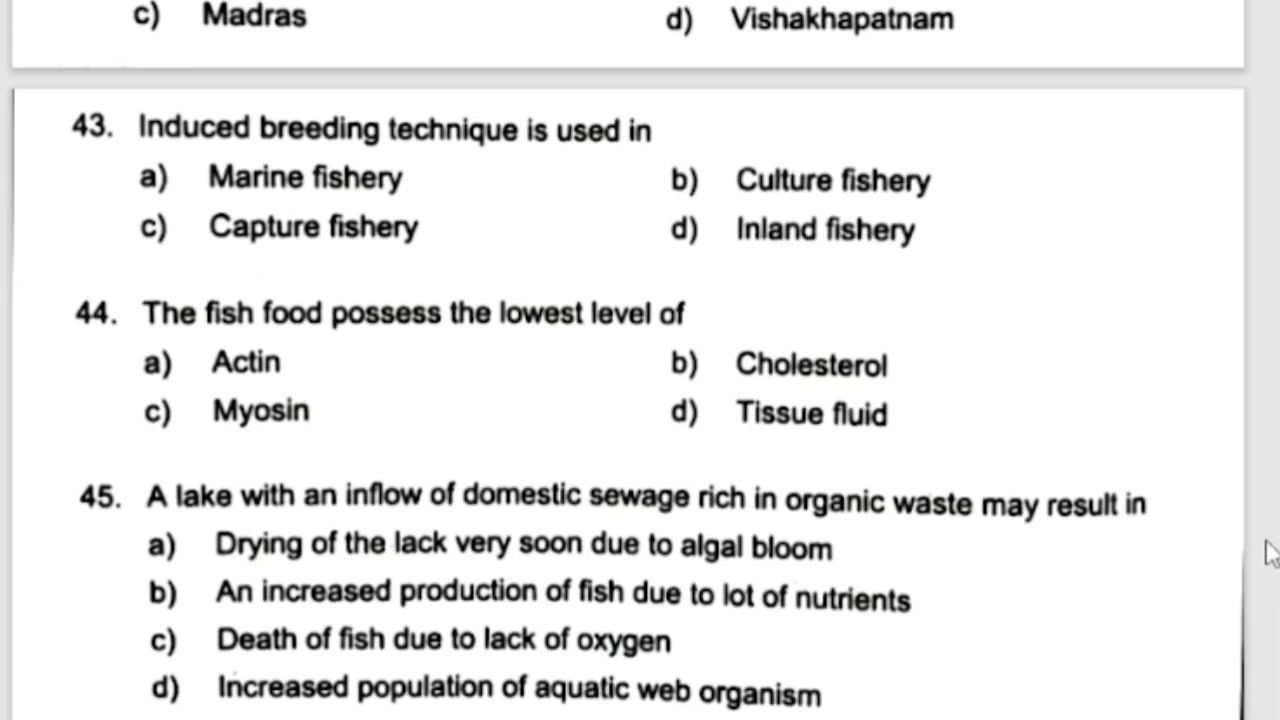 c) Madras d) Vishakhapatnam
43. Induced breeding technique is used in
a) Marine fishery b) Culture fishery
c) Capture fishery d) Inland fishery
44. The fish food possess the lowest level of
a) Actin b) Cholesterol
c) Myosin d) Tissue fluid
45. A lake with an inflow of domestic sewage rich in organic waste may result in
a) Drying of the lack very soon due to algal bloom
b) An increased production of fish due to lot of nutrients
c) Death of fish due to lack of oxygen
d) Increased population of aquatic web organism